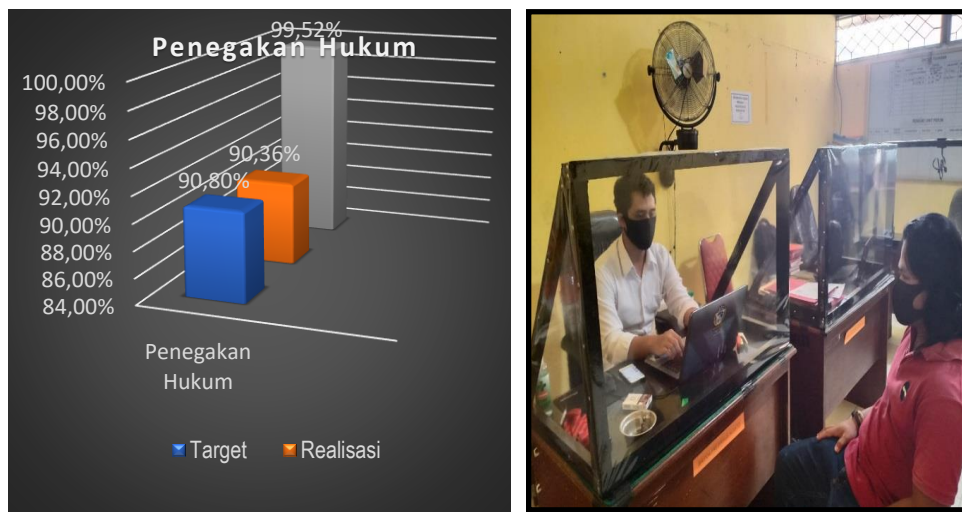 Penegakan Hukum
99,52%
100,00%
98,00%
96,00%
94,00%
92,00%
90,00%
88,00%
86,00%
84,00%
90,36%
90,80%
Penegakan
Hukum
Target
Realisasi